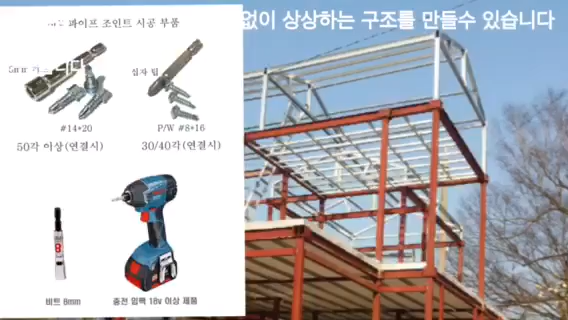 없이 상상하는 구조를 만들수 있습니다
파이프 조인트 시공 부품
십자 팁
#14*20
P/W #8*16
50각 이상(연결시)
30/40각(연결시)
비트 8mm
충전 임팩 18v 이상 제품